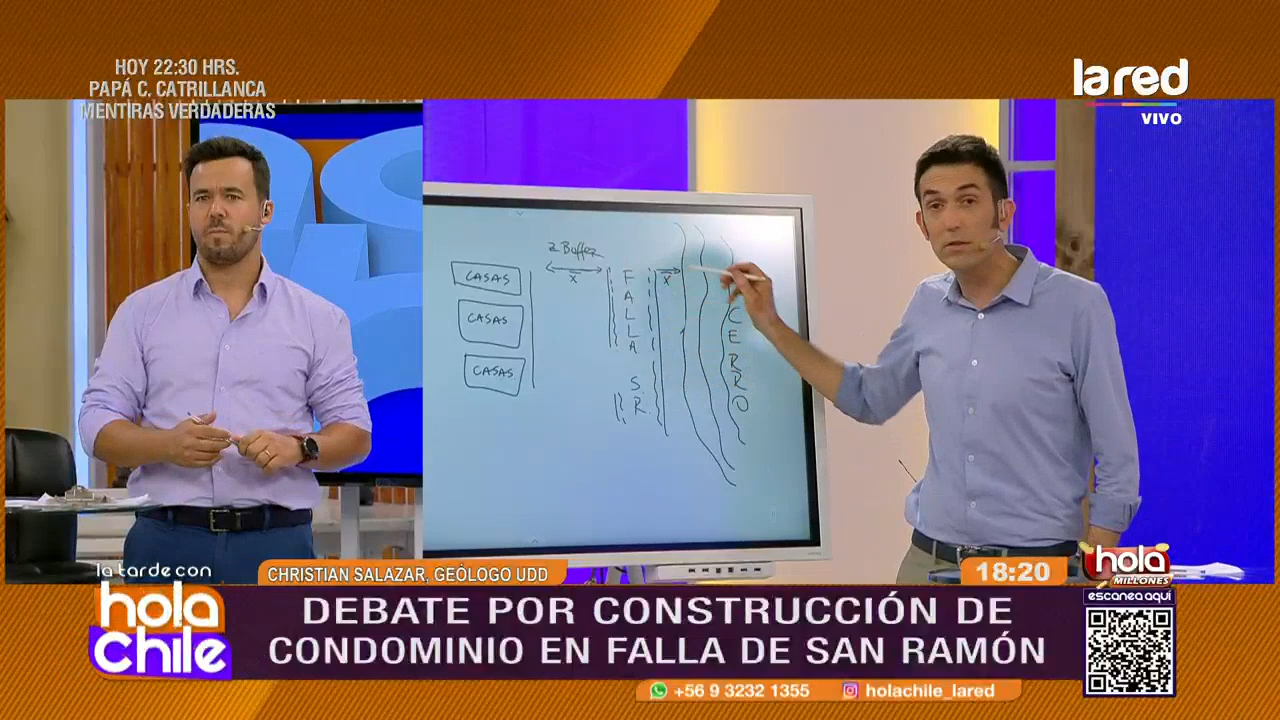 HOY 22:30 HRS.
PAPÁ C. CATRILLANCA
MENTIRAS VERDADERAS
la red
VIVO
z Buffer
x
x
CASAS
CASAS
CASAS
FALLA
S.
R.
CERRO
la tarde con
hola
Chile
CHRISTIAN SALAZAR, GEÓLOGO UDD
18:20
hola
MILLONES
escanea aquí
DEBATE POR CONSTRUCCIÓN DE
CONDOMINIO EN FALLA DE SAN RAMÓN
+56 9 3232 1355
holachile_lared